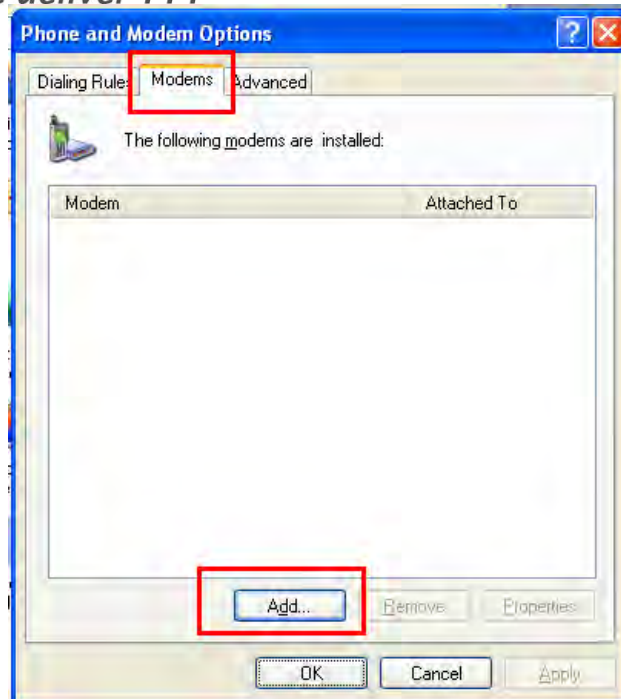 deliver
Phone and Modem Options
Dialing Rules Modems Advanced
The following modems are installed:
Modem Attached To
Add... Remove Properties
OK Cancel Apply